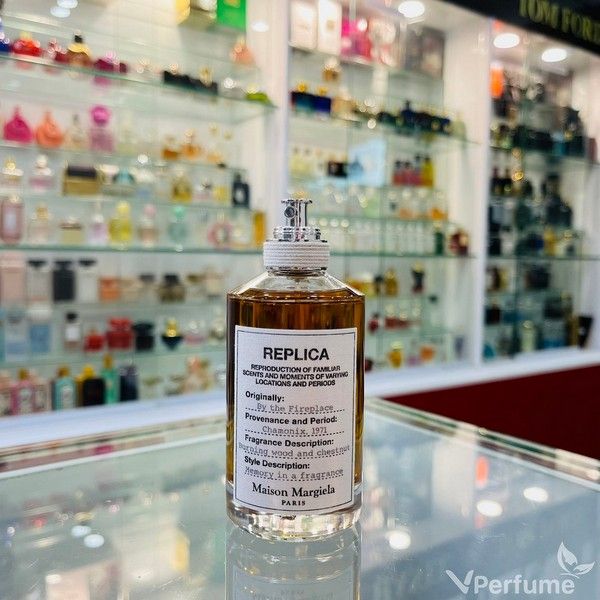 TOM FORD
REPLICA
REPRODUCTION OF FAMILIAR
SCENTS AND MOMENTS OF VARYING
LOCATIONS AND PERIODS
Originally:
By the Fireplace
Provenance and Period:
Chamonix, 1971
Fragrance Description:
Burning wood and chestnut
Style Description:
Memory in a fragrance
Maison Margiela
PARIS
VPerfume